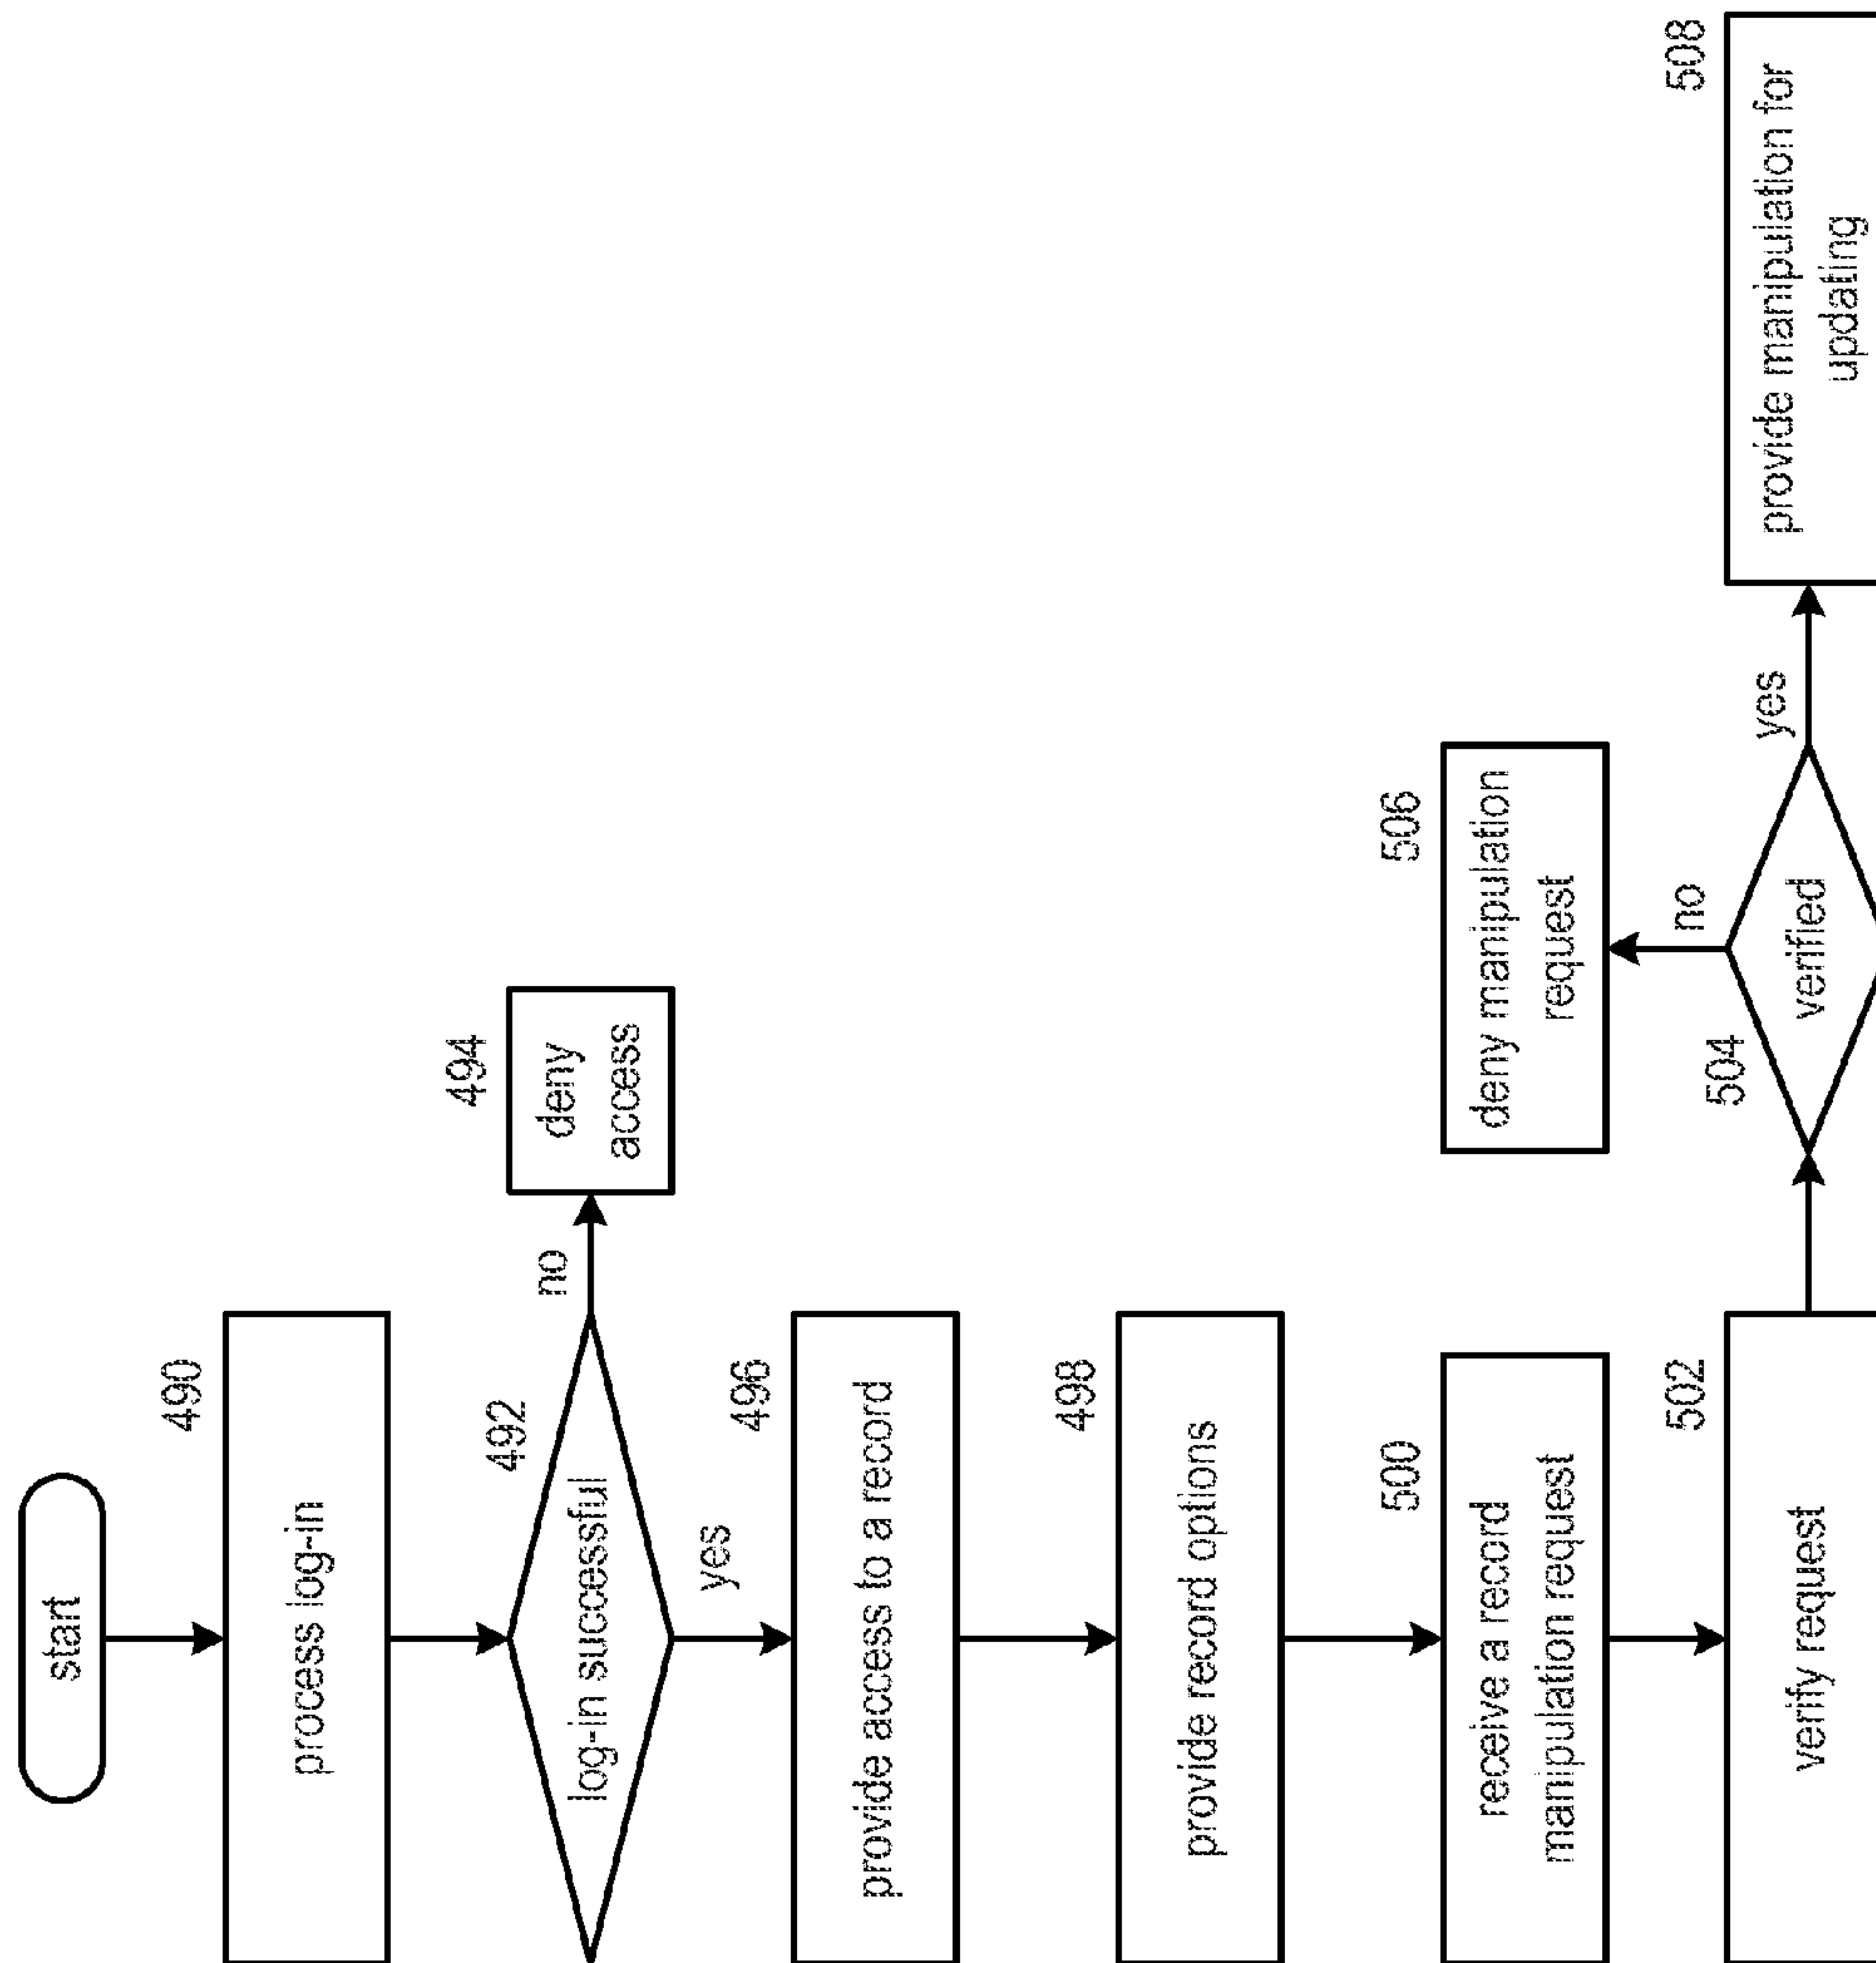 start
490
process log-in
492
log-in successful
no
494
deny
access
yes
496
provide access to a record
498
provide record options
500
receive a record
manipulation request
502
verify request
504
verified
no
506
deny manipulation
request
yes
508
provide manipulation for
updating